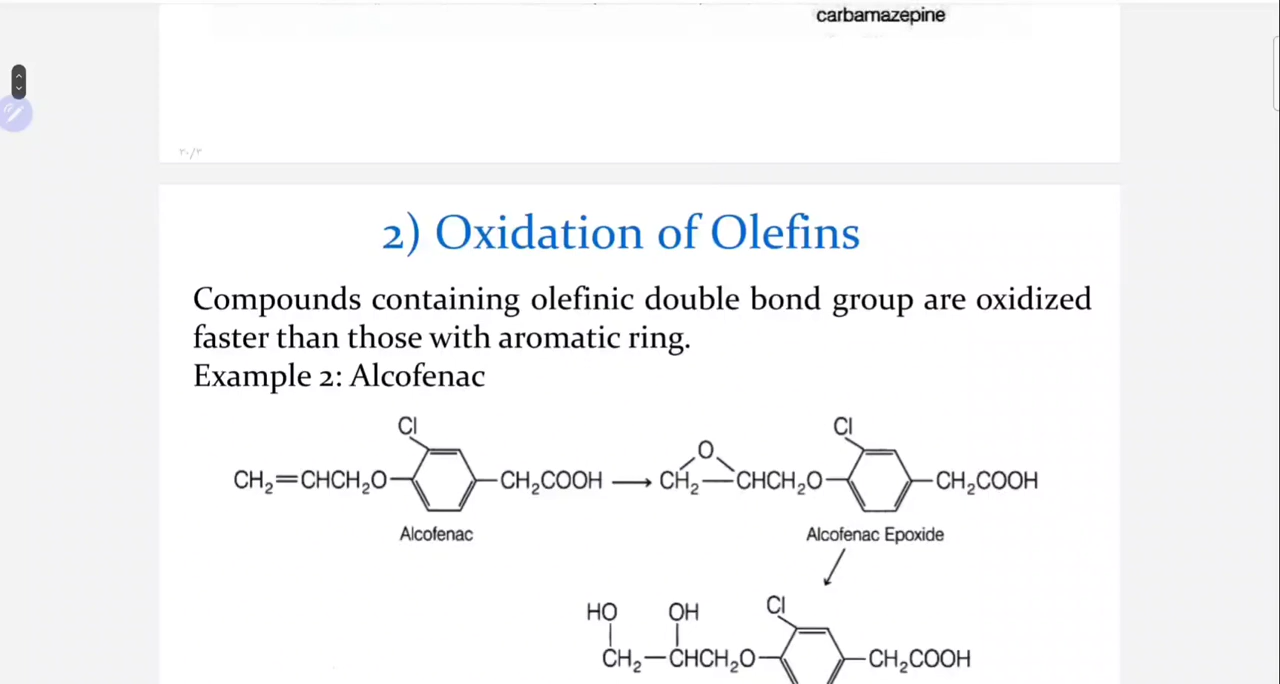 carbamazepine
٢٠/٣
2) Oxidation of Olefins
Compounds containing olefinic double bond group are oxidized
faster than those with aromatic ring.
Example 2: Alcofenac
Cl
O
Cl
CH₂=CHCH₂O
CH₂COOH
CH₂—CHCH₂O
CH₂COOH
Alcofenac
Alcofenac Epoxide
HO
OH
Cl
CH₂—CHCH₂O
CH₂COOH